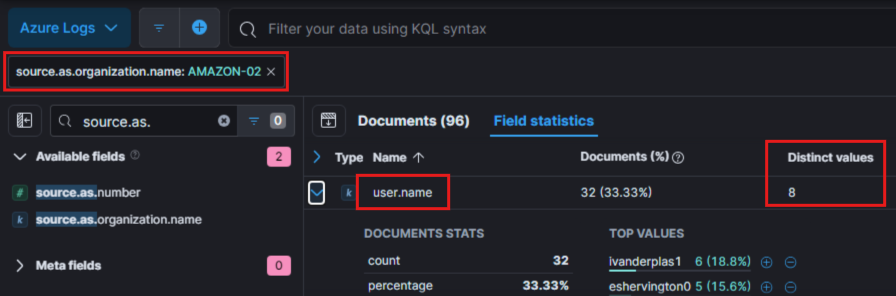 Azure Logs
Filter your data using KQL syntax
source.as.organization.name: AMAZON-02 ×
source.as.
0
Documents (96) Field statistics
Available fields 2
Type Name ↑ Documents (%) Distinct values
# source.as.number
k user.name 32 (33.33%) 8
k source.as.organization.name
DOCUMENTS STATS TOP VALUES
Meta fields 0
count 32 ivanderplas1 6 (18.8%)
percentage 33.33% eshervington0 5 (15.6%)